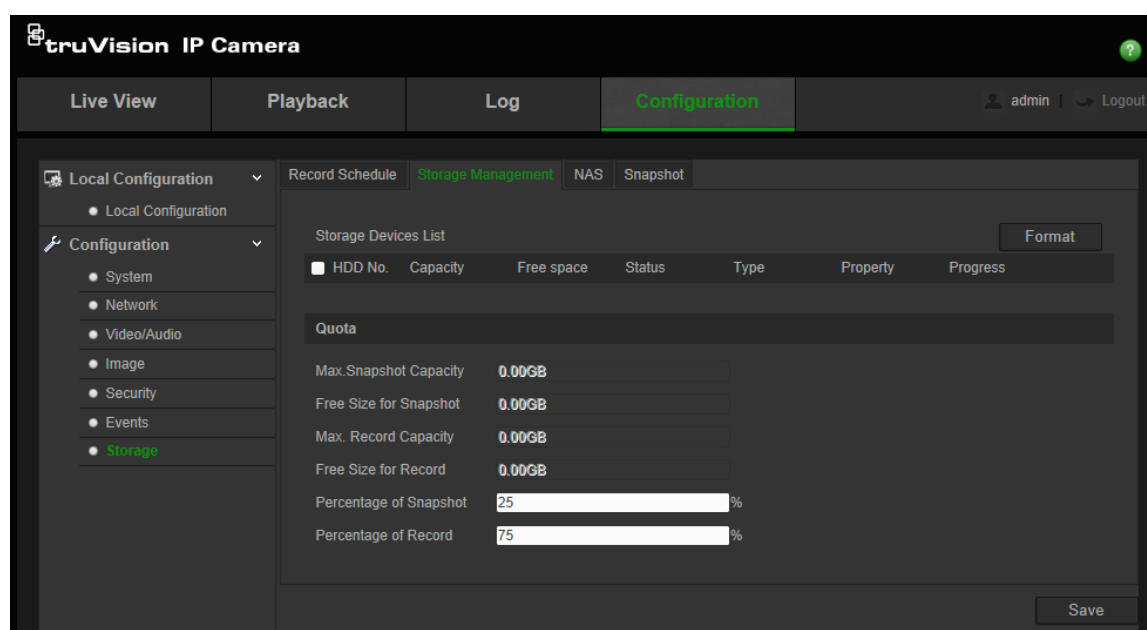 truVision IP Camera
?
Live View Playback Log Configuration admin | Logout
Local Configuration
Local Configuration
Configuration
System
Network
Video/Audio
Image
Security
Events
Storage
Record Schedule Storage Management NAS Snapshot
Storage Devices List Format
HDD No. Capacity Free space Status Type Property Progress
Quota
Max.Snapshot Capacity 0.00GB
Free Size for Snapshot 0.00GB
Max. Record Capacity 0.00GB
Free Size for Record 0.00GB
Percentage of Snapshot 25 %
Percentage of Record 75 %
Save